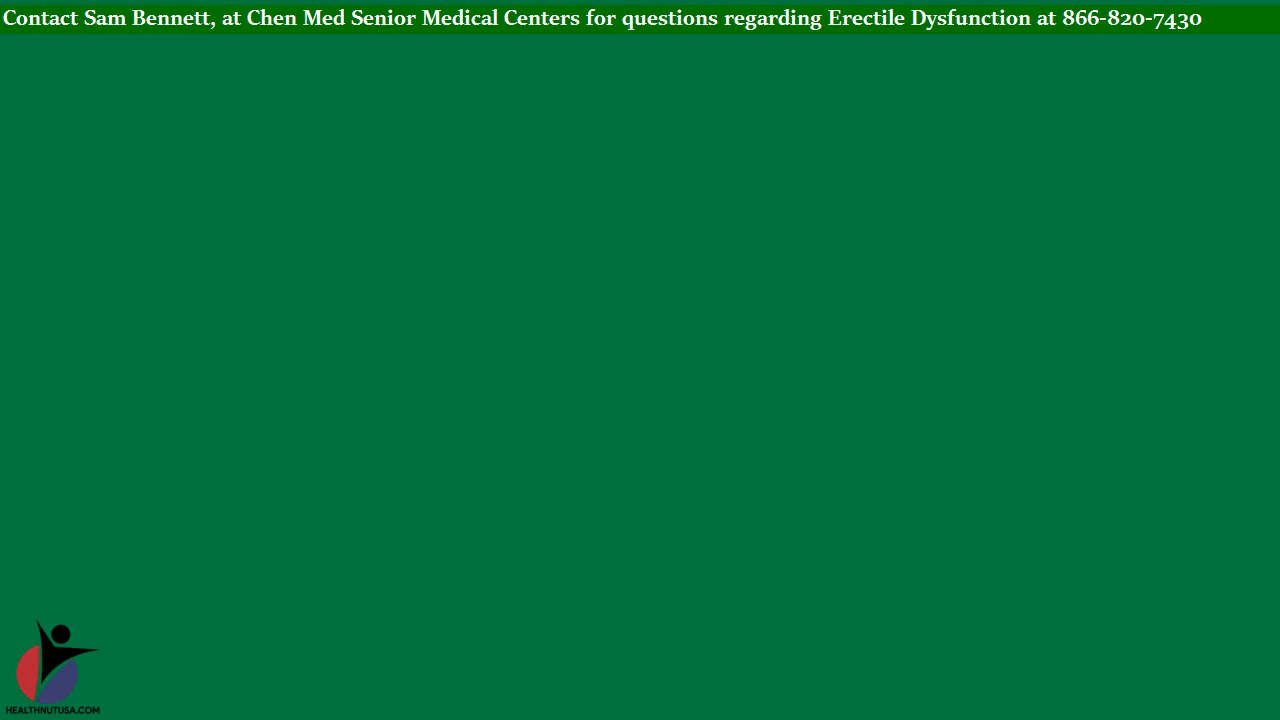 Contact Sam Bennett, at Chen Med Senior Medical Centers for questions regarding Erectile Dysfunction at 866-820-7430
HEALTHNUTUSA.COM